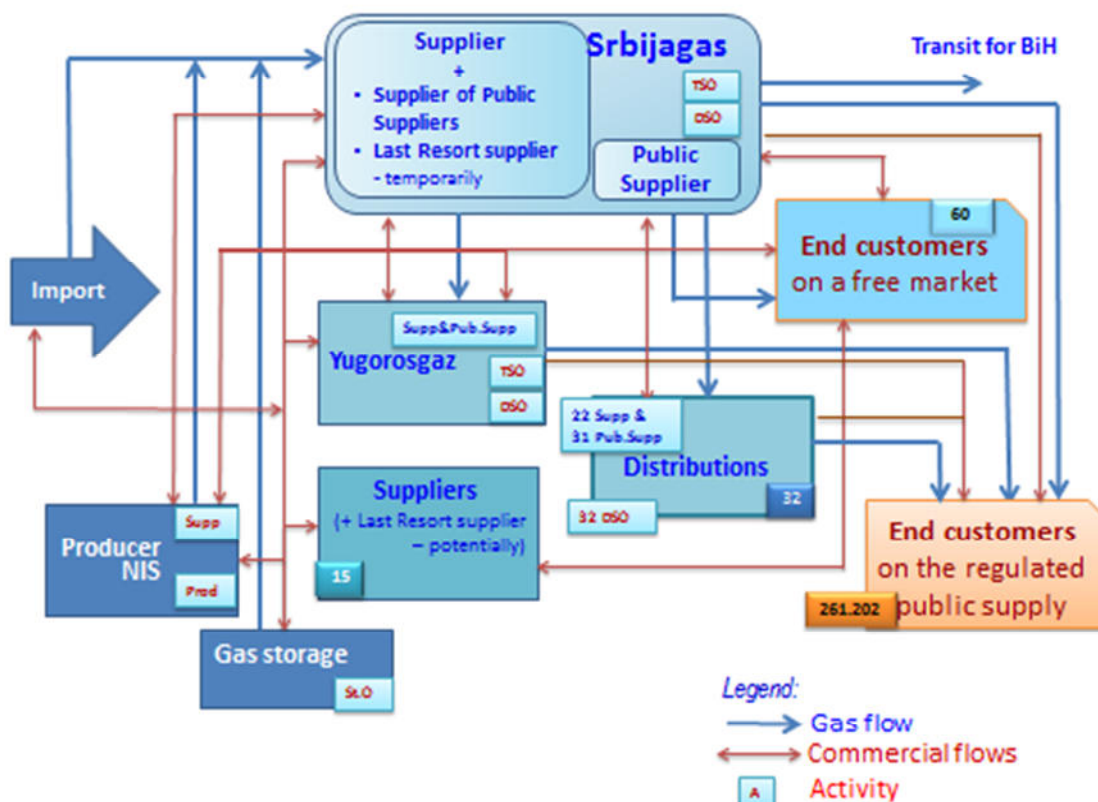 Supplier
+
• Supplier of Public
Suppliers
• Last Resort supplier
- temporarily
Srbijagas
TSO
DSO
Public
Supplier
Transit for BiH
60
End customers
on a free market
Import
Supp&Pub.Supp
Yugorosgaz
TSO
DSO
22 Supp &
31 Pub.Supp
Distributions
32
32 DSO
Suppliers
(+ Last Resort supplier
– potentially)
15
Supp
Producer
NIS
Prod
End customers
on the regulated
public supply
261.202
Gas storage
St.O
Legend:
Gas flow
Commercial flows
A
Activity